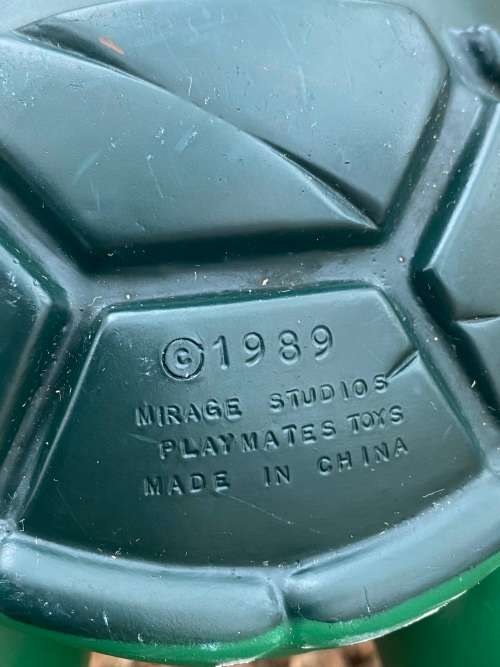 ©1989
MIRAGE STUDIOS
PLAYMATES TOYS
MADE IN CHINA